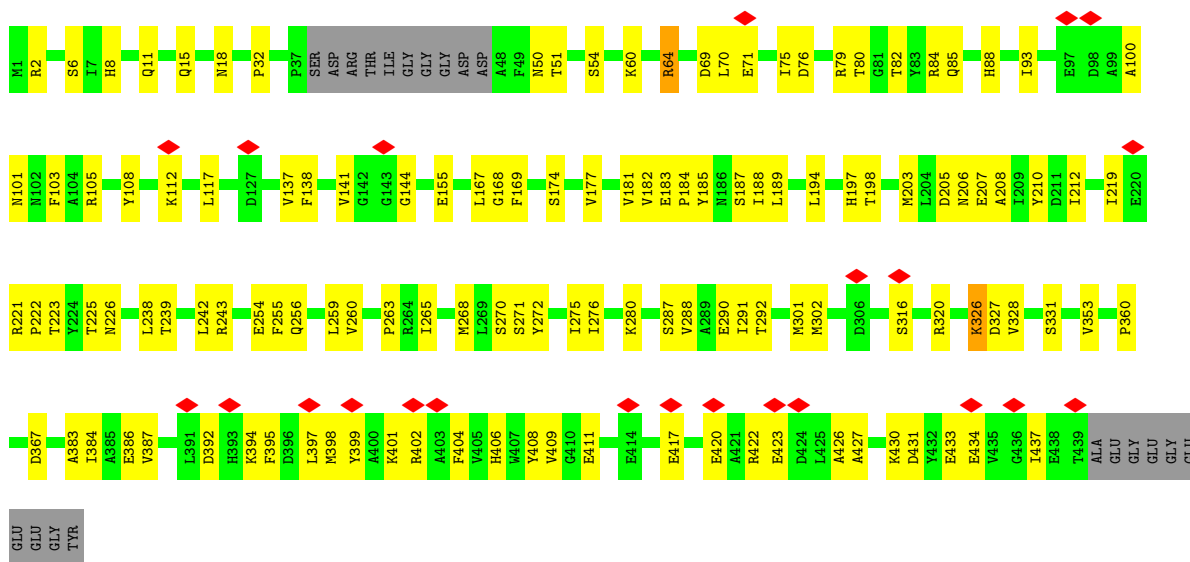 M1 R2 S6 I7 H8 Q11 Q15 N18 P32 P37 SER ASP ARG THR ILE GLY GLY GLY ASP ASP A48 F49 N50 T51 S54 K60 R64 D69 L70 E71 I75 D76 R79 T80 G81 T82 Y83 R84 Q85 H88 I93 E97 D98 A99 A100
N101 N102 F103 A104 R105 Y108 K112 L117 D127 V137 F138 V141 G142 G143 G144 E155 L167 G168 F169 S174 V177 V181 V182 E183 P184 Y185 N186 S187 I188 L189 L194 H197 T198 M203 L204 D205 N206 E207 A208 I209 Y210 D211 I212 I219 E220
R221 P222 T223 Y224 T225 N226 L238 T239 L242 R243 E254 F255 Q256 L259 V260 P263 R264 I265 M268 L269 S270 S271 Y272 I275 I276 K280 S287 V288 A289 E290 I291 T292 M301 M302 D306 S316 R320 K326 D327 V328 S331 V353 P360
D367 A383 I384 A385 E386 V387 L391 D392 H393 K394 F395 D396 L397 M398 Y399 A400 K401 R402 A403 F404 V405 H406 W407 Y408 V409 G410 E411 E414 E417 E420 A421 R422 E423 D424 L425 A426 A427 K430 D431 Y432 E433 E434 V435 G436 I437 E438 T439 ALA GLU GLY GLU GLY GLU
GLU GLU GLY TYR